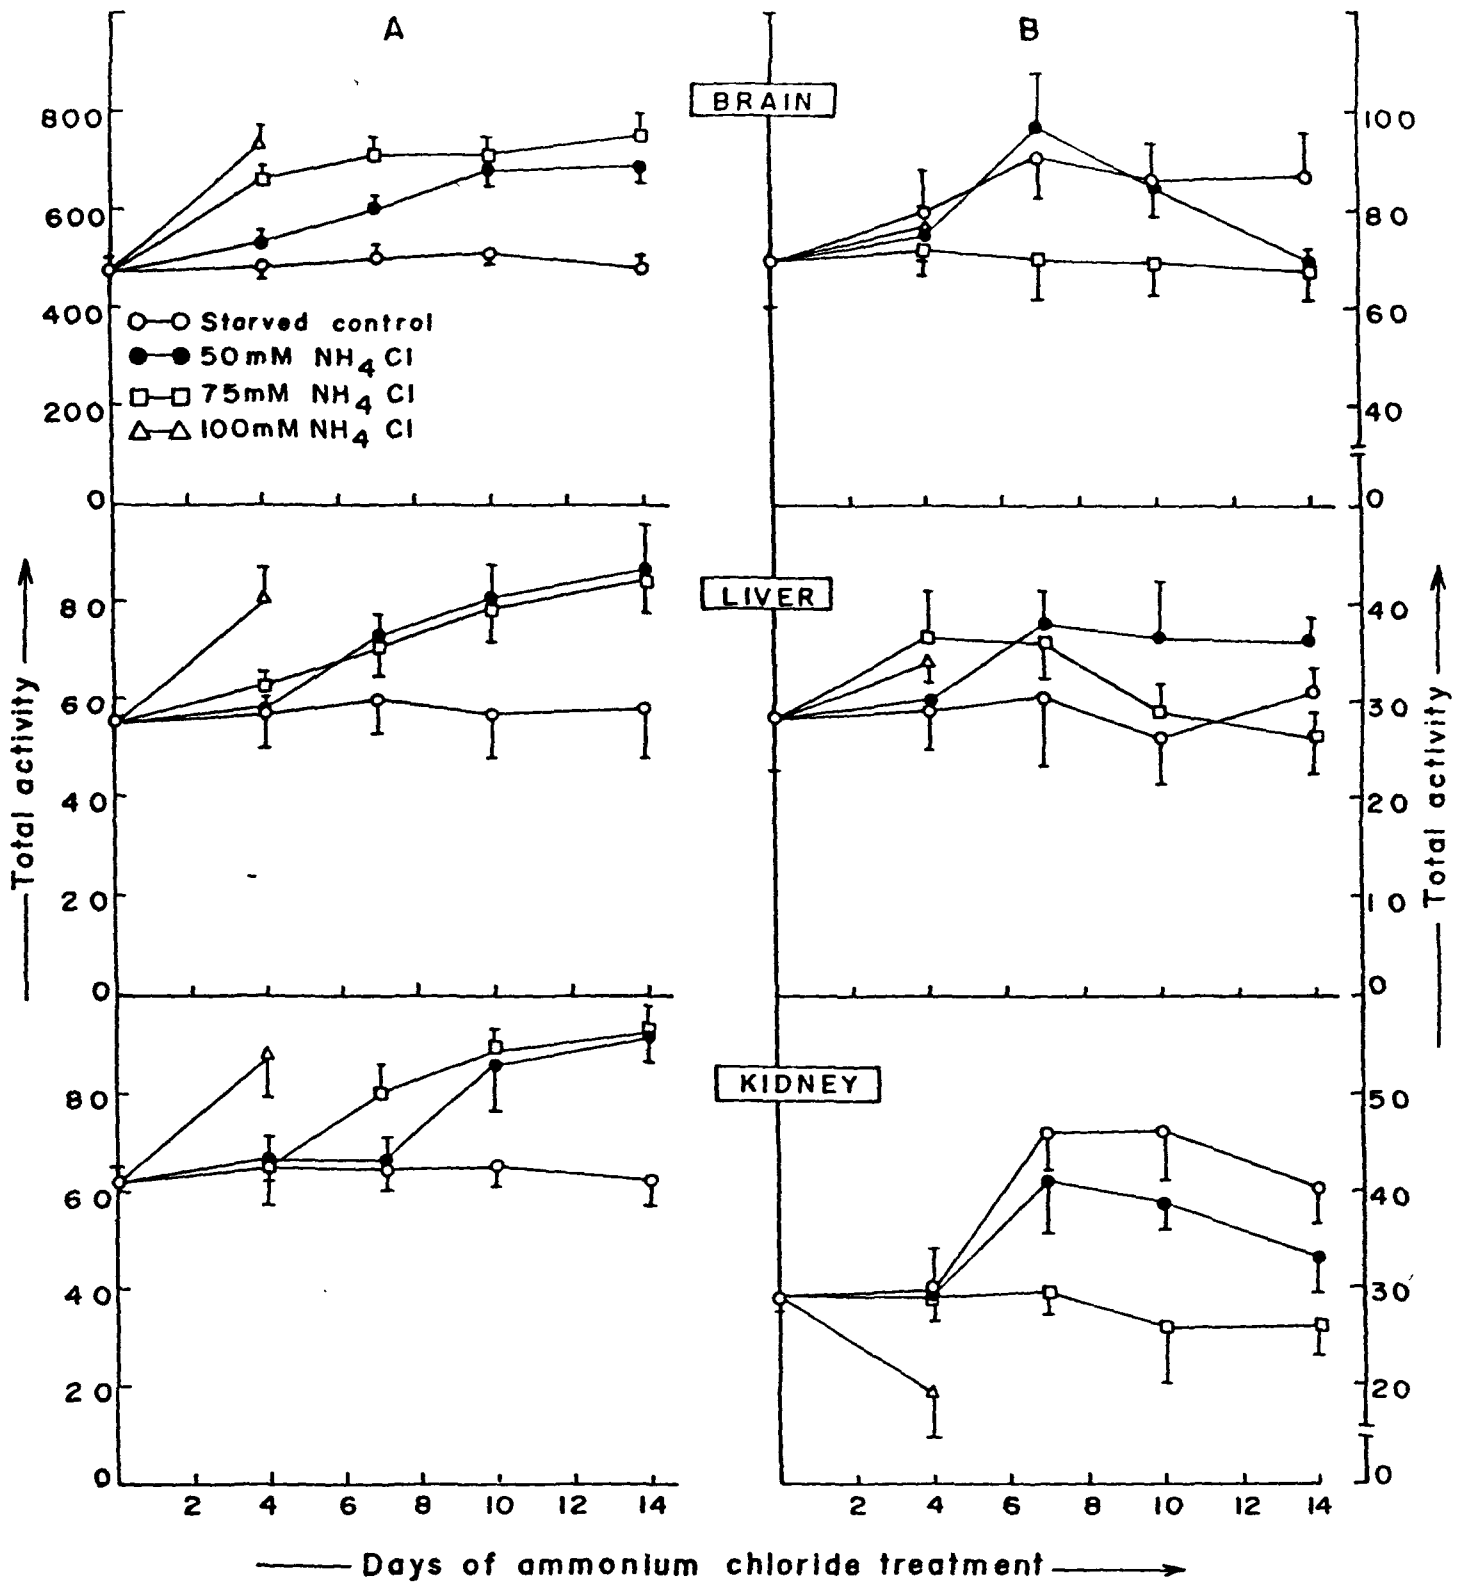 A
B
BRAIN
800
600
400
200
0
100
80
60
40
0
Starved control
50mM NH4 Cl
75mM NH4 Cl
100mM NH4 Cl
LIVER
80
60
40
20
0
40
30
20
10
0
Total activity
Total activity
KIDNEY
80
60
40
20
0
50
40
30
20
0
2 4 6 8 10 12 14
2 4 6 8 10 12 14
Days of ammonium chloride treatment